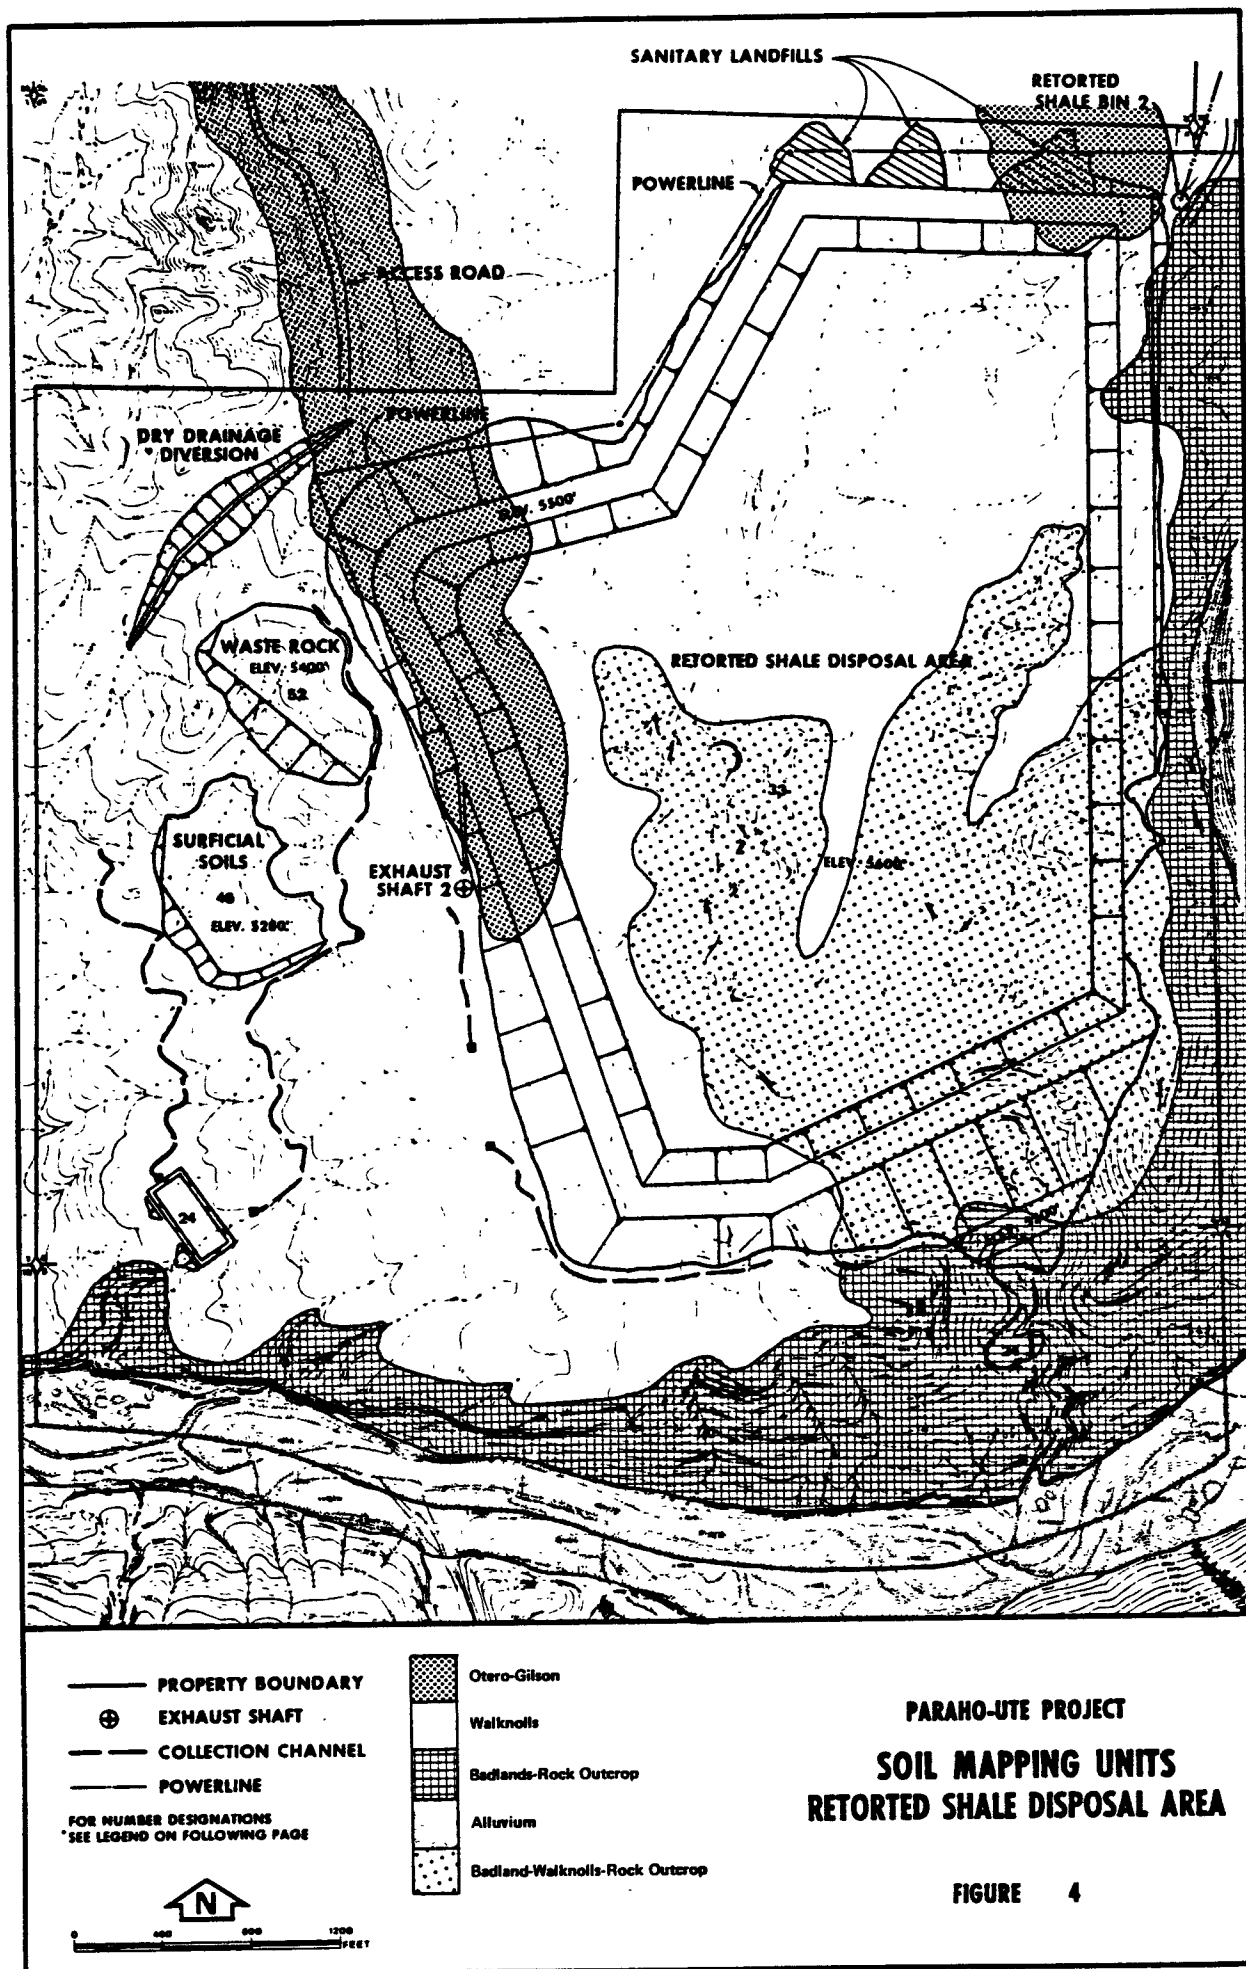 SANITARY LANDFILLS
RETORTED
SHALE BIN 2
POWERLINE
ACCESS ROAD
POWERLINE
DRY DRAINAGE
DIVERSION
ELEV. 5500'
WASTE ROCK
ELEV. 5400'
52
RETORTED SHALE DISPOSAL AREA
33
2
2
ELEV. 5600'
SURFICIAL
SOILS
46
ELEV. 5280'
EXHAUST
SHAFT 2
24
PROPERTY BOUNDARY
EXHAUST SHAFT
COLLECTION CHANNEL
POWERLINE
FOR NUMBER DESIGNATIONS
*SEE LEGEND ON FOLLOWING PAGE
N
0 400 800 1200
FEET
Otero-Gilson
Walknolls
Badlands-Rock Outcrop
Alluvium
Badland-Walknolls-Rock Outcrop
PARAHO-UTE PROJECT
SOIL MAPPING UNITS
RETORTED SHALE DISPOSAL AREA
FIGURE 4